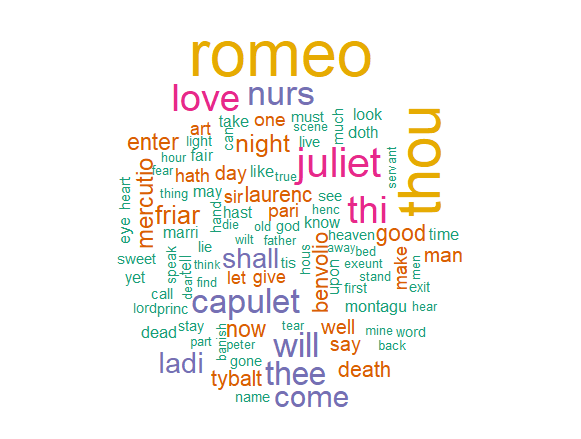 romeo
love nurs
take one must much look
art can scene doth
enter light night live thou
hour fair juliet servant
mercutio fear hath day like true
thing may sir laurenc see thi
eye heart friar hand hast pari henc know
marri die old god heaven good time
sweet lie wilt father benvolio away bed make man
speak tell shall tis hous upon exeunt men
yet dear think let give first stand exit
call find capulet montagu hear
lord princ
dead stay now tear well mine word
part banish peter will say back
ladi gone thee death
tybalt
name come